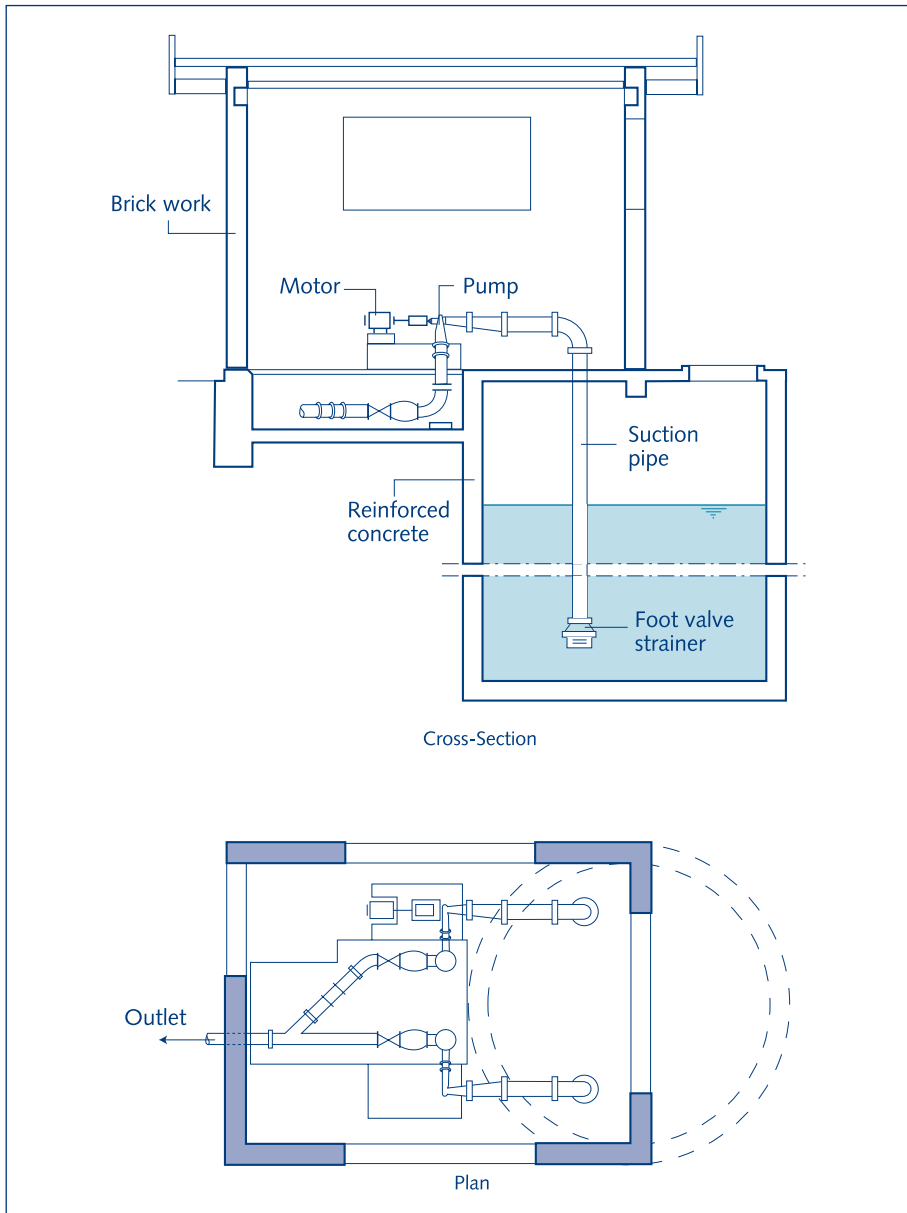 Brick work
Motor
Pump
Suction
pipe
Reinforced
concrete
Foot valve
strainer
Cross-Section
Outlet
Plan